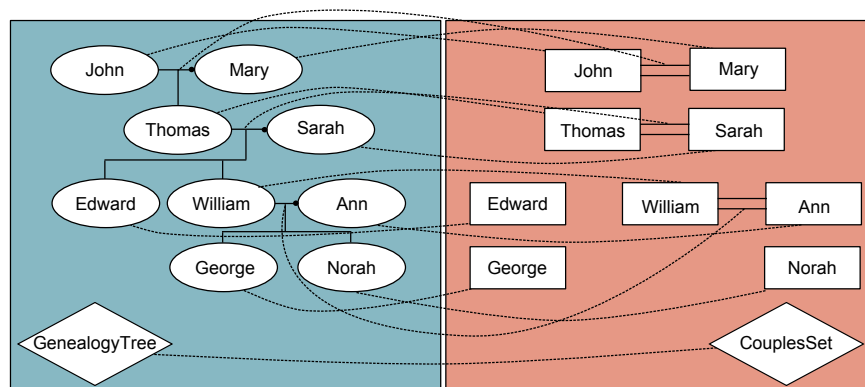 John
Mary
Thomas
Sarah
Edward
William
Ann
George
Norah
GenealogyTree
John
Mary
Thomas
Sarah
Edward
William
Ann
George
Norah
CouplesSet